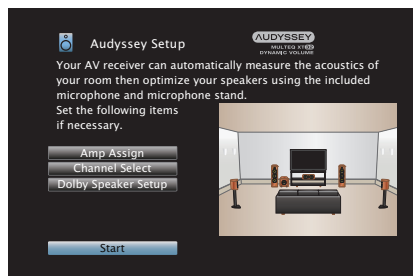 Audyssey Setup
AUDYSSEY
MULTEQ XT32
DYNAMIC VOLUME
Your AV receiver can automatically measure the acoustics of
your room then optimize your speakers using the included
microphone and microphone stand.
Set the following items
if necessary.
Amp Assign
Channel Select
Dolby Speaker Setup
Start